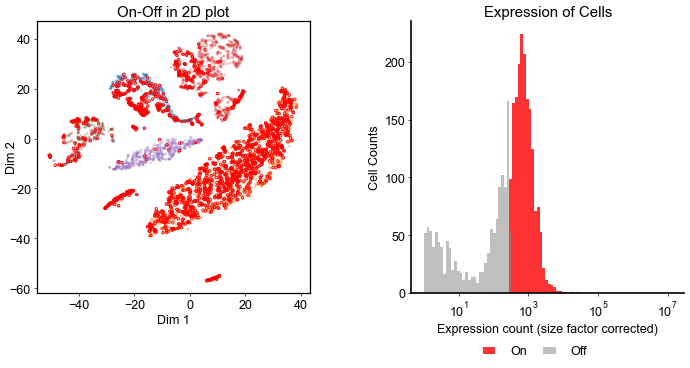 On-Off in 2D plot
40
20
0
−20
−40
−60
Dim 2
−40 −20 0 20 40
Dim 1
Expression of Cells
200
150
100
50
0
Cell Counts
10^1 10^3 10^5 10^7
Expression count (size factor corrected)
On Off